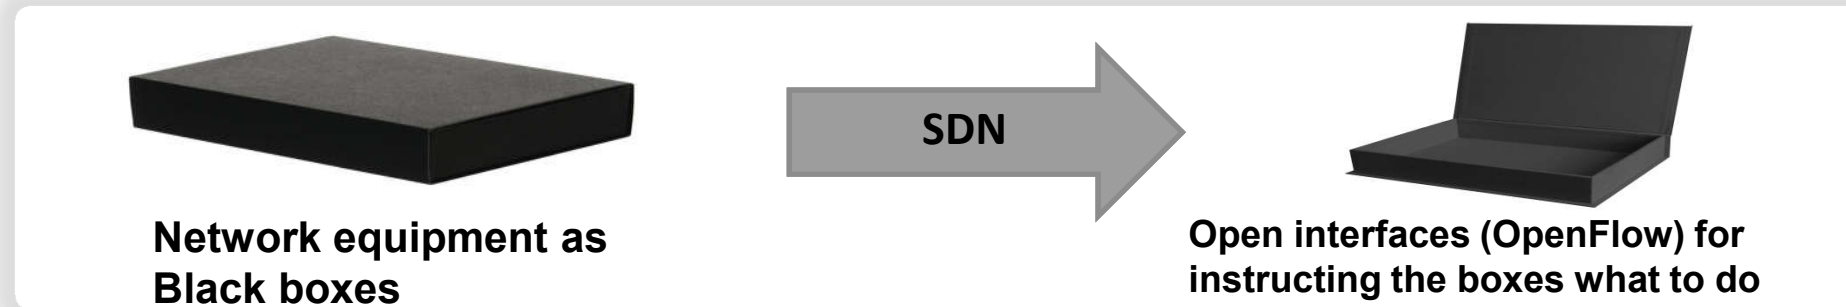 Network equipment as
Black boxes
SDN
Open interfaces (OpenFlow) for
instructing the boxes what to do